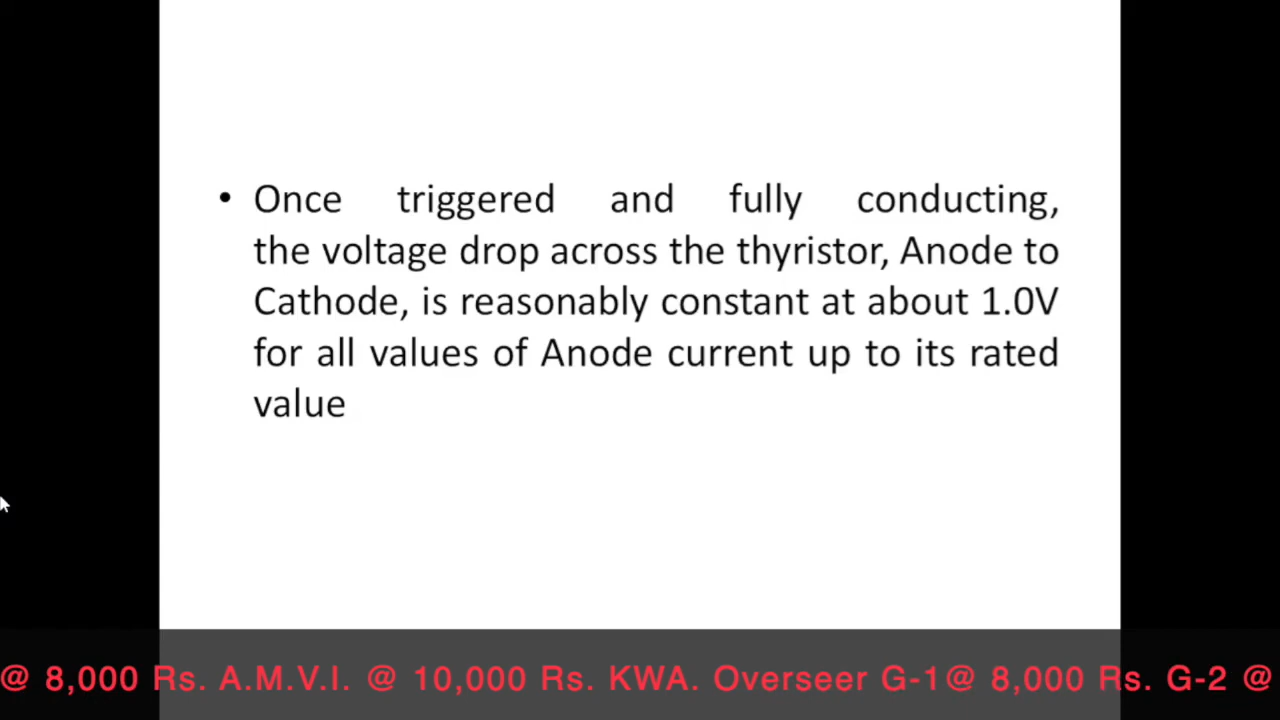 • Once triggered and fully conducting,
the voltage drop across the thyristor, Anode to
Cathode, is reasonably constant at about 1.0V
for all values of Anode current up to its rated
value
@ 8,000 Rs. A.M.V.I. @ 10,000 Rs. KWA. Overseer G-1@ 8,000 Rs. G-2 @